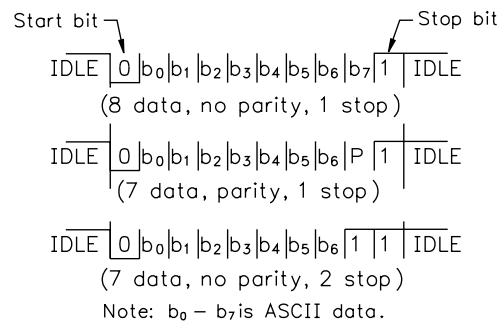 Start bit Stop bit
IDLE 0 b₀ b₁ b₂ b₃ b₄ b₅ b₆ b₇ 1 IDLE
(8 data, no parity, 1 stop)
IDLE 0 b₀ b₁ b₂ b₃ b₄ b₅ b₆ P 1 IDLE
(7 data, parity, 1 stop)
IDLE 0 b₀ b₁ b₂ b₃ b₄ b₅ b₆ 1 1 IDLE
(7 data, no parity, 2 stop)
Note: b₀ – b₇ is ASCII data.